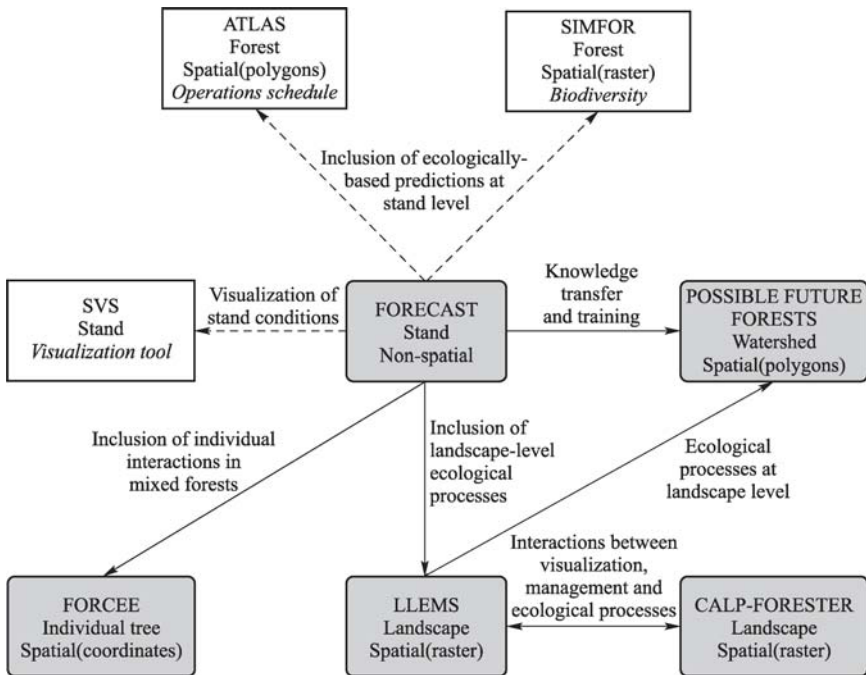 ATLAS
Forest
Spatial(polygons)
Operations schedule
SIMFOR
Forest
Spatial(raster)
Biodiversity
Inclusion of ecologically-
based predictions at
stand level
SVS
Stand
Visualization tool
Visualization of
stand conditions
FORECAST
Stand
Non-spatial
Knowledge
transfer
and training
POSSIBLE FUTURE
FORESTS
Watershed
Spatial(polygons)
Inclusion of individual
interactions in
mixed forests
Inclusion of
landscape-level
ecological
processes
Ecological
processes at
landscape level
Interactions between
visualization,
management and
ecological processes
FORCEE
Individual tree
Spatial(coordinates)
LLEMS
Landscape
Spatial(raster)
CALP-FORESTER
Landscape
Spatial(raster)